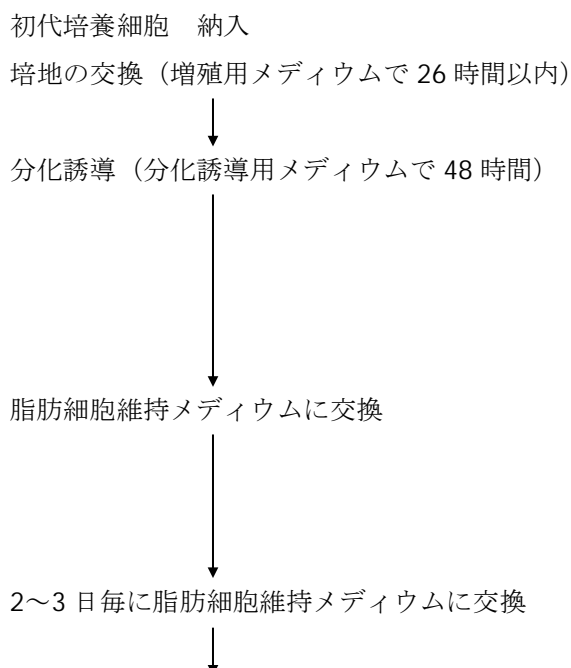 初代培養細胞　納入
培地の交換（増殖用メディウムで 26 時間以内）
分化誘導（分化誘導用メディウムで 48 時間）
脂肪細胞維持メディウムに交換
2～3 日毎に脂肪細胞維持メディウムに交換